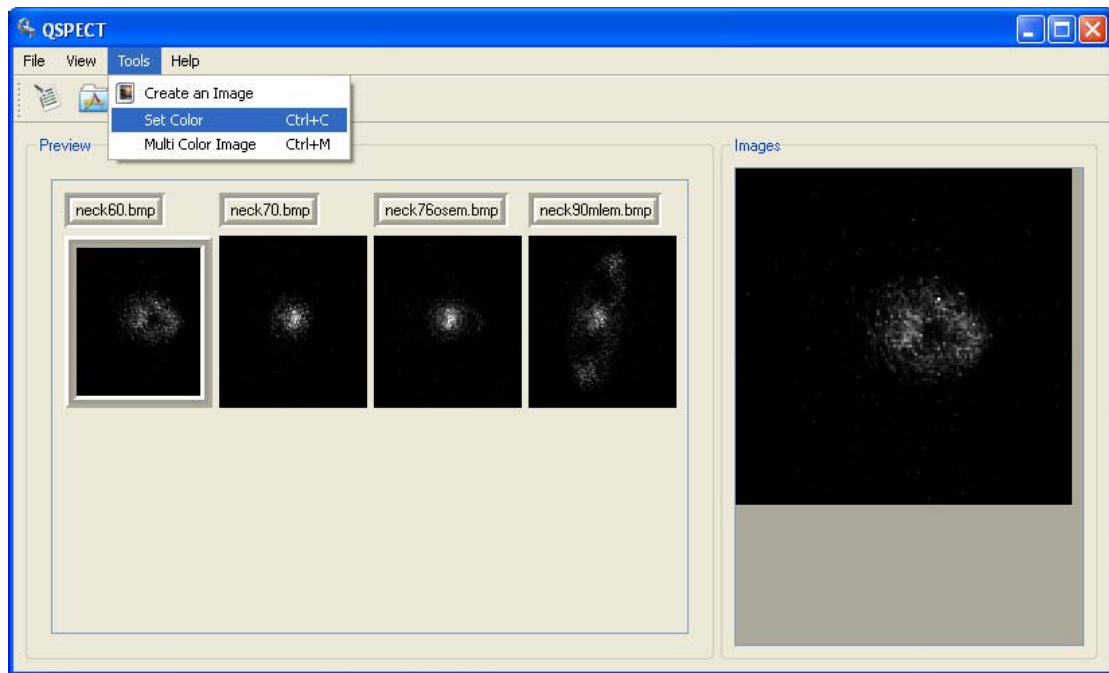 QSPECT
File View Tools Help
Create an Image
Set Color Ctrl+C
Multi Color Image Ctrl+M
Preview
Images
neck60.bmp neck70.bmp neck76osem.bmp neck90mlem.bmp